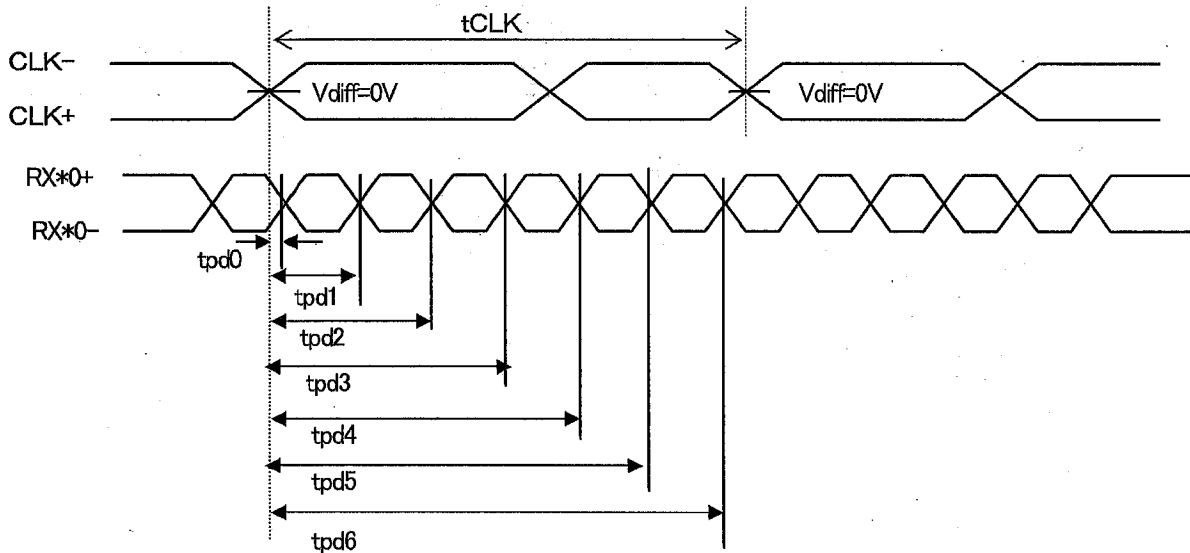 tCLK
CLK−
Vdiff=0V Vdiff=0V
CLK+
RX*0+
RX*0−
tpd0
tpd1
tpd2
tpd3
tpd4
tpd5
tpd6